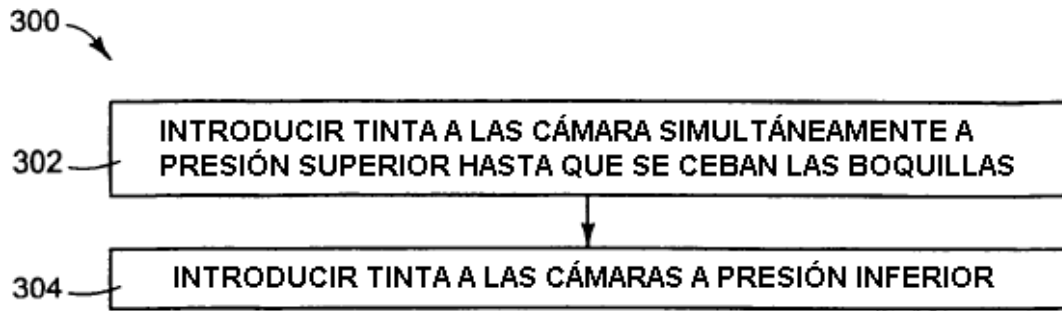 300
302
INTRODUCIR TINTA A LAS CÁMARA SIMULTÁNEAMENTE A
PRESIÓN SUPERIOR HASTA QUE SE CEBAN LAS BOQUILLAS
304
INTRODUCIR TINTA A LAS CÁMARAS A PRESIÓN INFERIOR